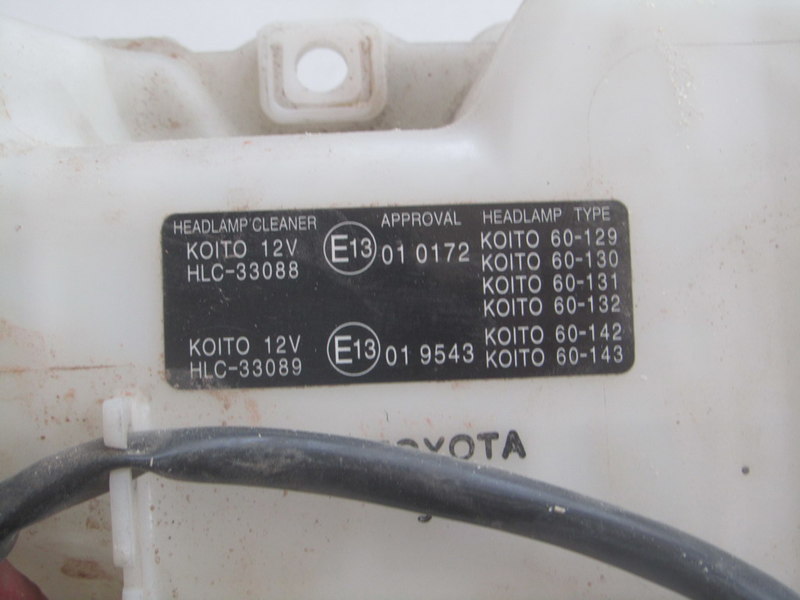 HEADLAMP CLEANER APPROVAL HEADLAMP TYPE
KOITO 12V E13 01 0172 KOITO 60-129
HLC-33088 KOITO 60-130
KOITO 60-131
KOITO 60-132
KOITO 12V E13 01 9543 KOITO 60-142
HLC-33089 KOITO 60-143
TOYOTA